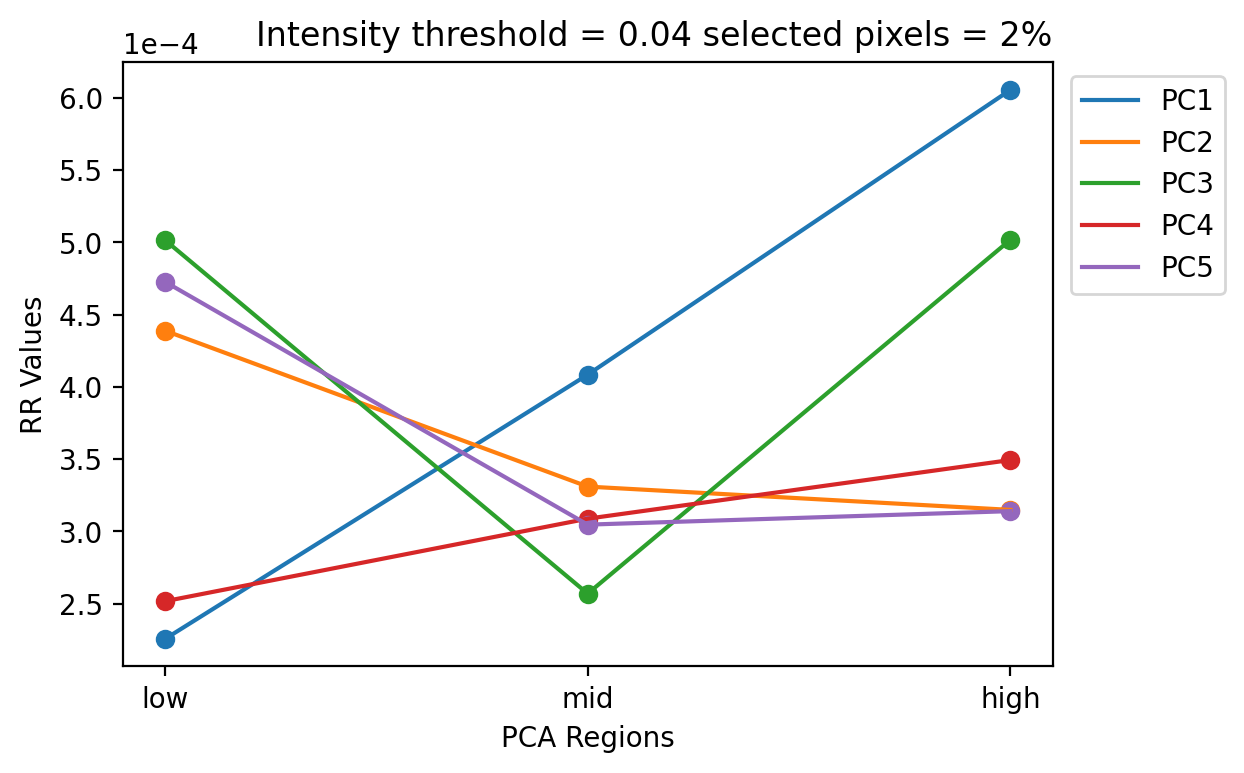 Intensity threshold = 0.04 selected pixels = 2%
1e−4
6.0
5.5
5.0
4.5
4.0
3.5
3.0
2.5
RR Values
low
mid
high
PCA Regions
PC1
PC2
PC3
PC4
PC5